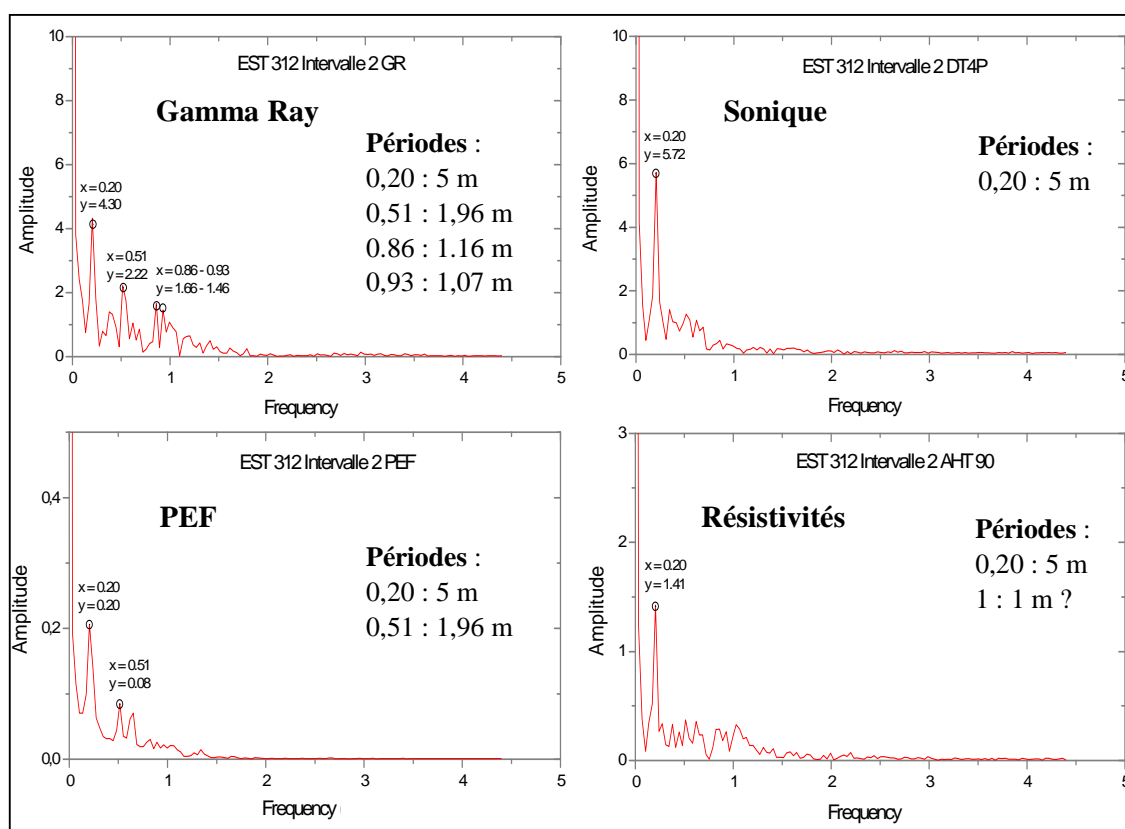 EST 312 Intervalle 2 GR
Gamma Ray
Périodes :
0,20 : 5 m
0,51 : 1,96 m
0.86 : 1.16 m
0,93 : 1,07 m
x = 0.20
y = 4.30
x = 0.51
y = 2.22
x = 0.86 - 0.93
y = 1.66 - 1.46
Amplitude
10
8
6
4
2
0
0 1 2 3 4 5
Frequency
EST 312 Intervalle 2 DT4P
Sonique
Périodes :
0,20 : 5 m
x = 0.20
y = 5.72
Amplitude
10
8
6
4
2
0
0 1 2 3 4 5
Frequency
EST 312 Intervalle 2 PEF
PEF
Périodes :
0,20 : 5 m
0,51 : 1,96 m
x = 0.20
y = 0.20
x = 0.51
y = 0.08
Amplitude
0,4
0,2
0,0
0 1 2 3 4 5
Frequency
EST 312 Intervalle 2 AHT 90
Résistivités
Périodes :
0,20 : 5 m
1 : 1 m ?
x = 0.20
y = 1.41
Amplitude
3
2
1
0
0 1 2 3 4 5
Frequency